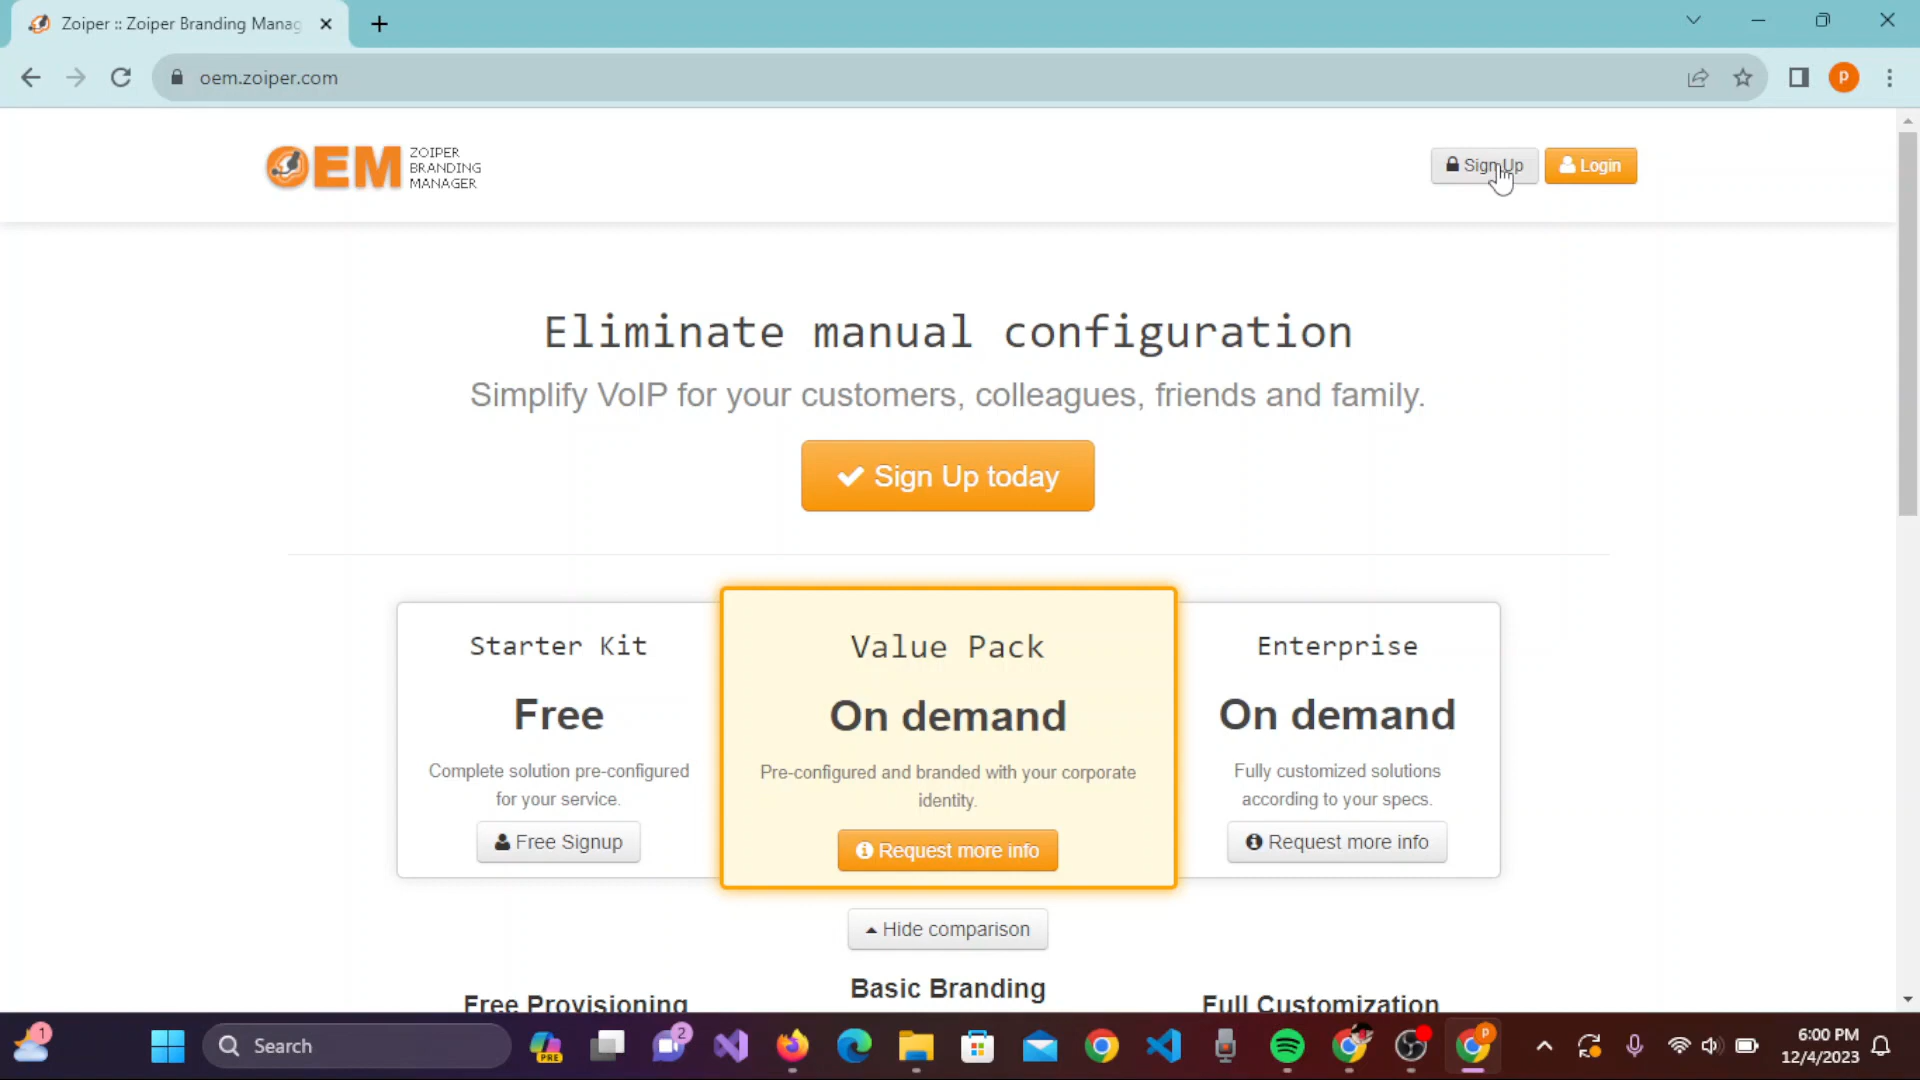 Zoiper :: Zoiper Branding Manag
oem.zoiper.com
P
OEM
ZOIPER
BRANDING
MANAGER
Sign Up
Login
Eliminate manual configuration
Simplify VoIP for your customers, colleagues, friends and family.
Sign Up today
Starter Kit
Free
Complete solution pre-configured
for your service.
Free Signup
Value Pack
On demand
Pre-configured and branded with your corporate
identity.
Request more info
Enterprise
On demand
Fully customized solutions
according to your specs.
Request more info
Hide comparison
Free Provisioning
Basic Branding
Full Customization
1
Search
PRE
2
P
6:00 PM
12/4/2023